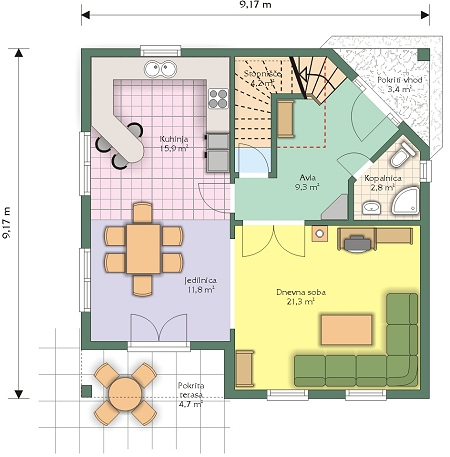 9,17 m
9,17 m
Stopnišče
4,2 m²
Pokriti vhod
3,4 m²
Kuhinja
15,9 m²
Avla
9,3 m²
Kopalnica
2,8 m²
Jedilnica
11,8 m²
Dnevna soba
21,3 m²
Pokrita
terasa
4,7 m²